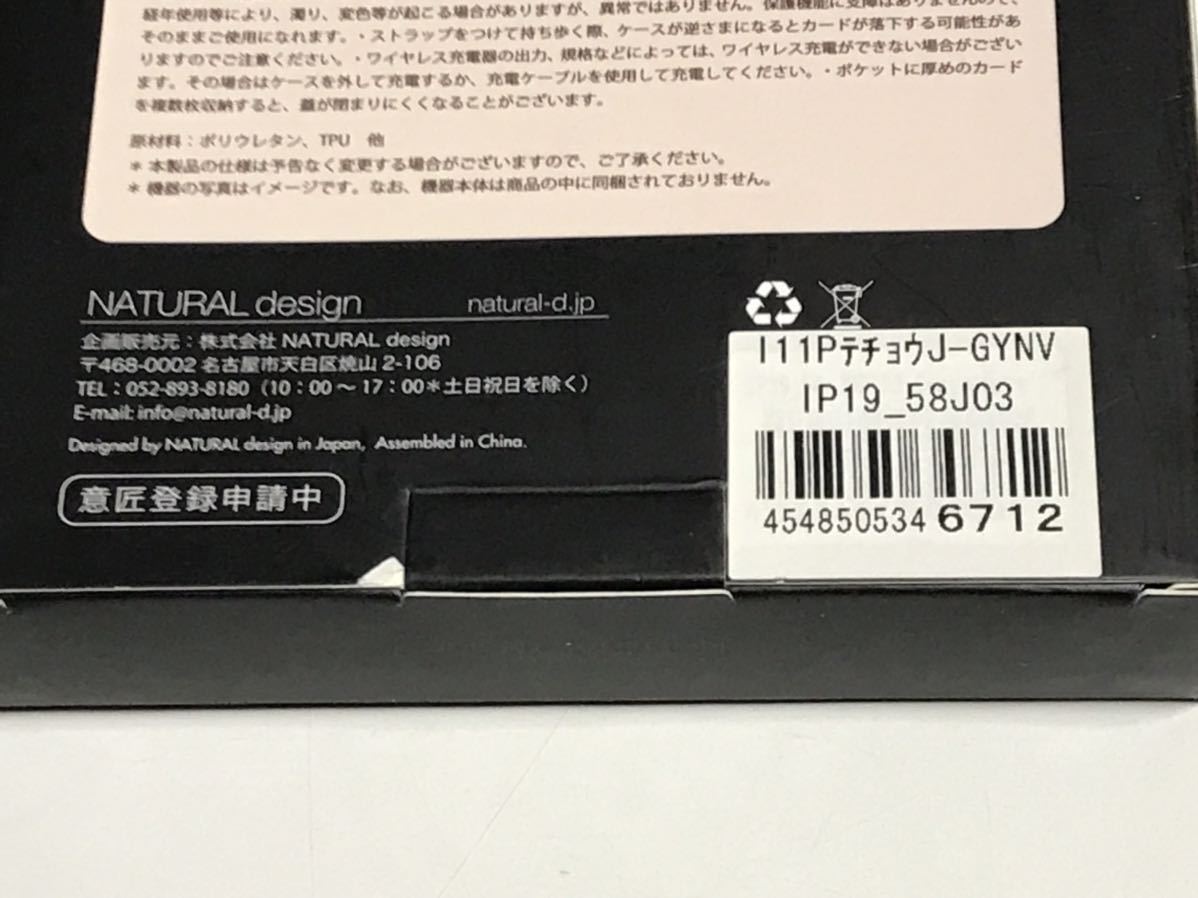 経年使用等により、濁り、変色等が起こる場合がありますが、異常ではありません。保護機能に支障はありませんので、
そのままご使用になれます。・ストラップをつけて持ち歩く際、ケースが逆さまになるとカードが落下する可能性があ
りますのでご注意ください。・ワイヤレス充電器の出力、規格などによっては、ワイヤレス充電ができない場合がござい
ます。その場合はケースを外して充電するか、充電ケーブルを使用して充電してください。・ポケットに厚めのカード
を複数枚収納すると、蓋が閉まりにくくなることがございます。
原材料：ポリウレタン、TPU　他
＊本製品の仕様は予告なく変更する場合がございますので、ご了承ください。
＊機器の写真はイメージです。なお、機器本体は商品の中に同梱されておりません。
NATURAL design natural-d.jp
企画販売元：株式会社 NATURAL design
〒468-0002 名古屋市天白区焼山 2-106
TEL：052-893-8180（10：00～17：00＊土日祝日を除く）
E-mail: info@natural-d.jp
Designed by NATURAL design in Japan, Assembled in China.
意匠登録申請中
I11PテチョウJ-GYNV
IP19_58J03
454850534 6712